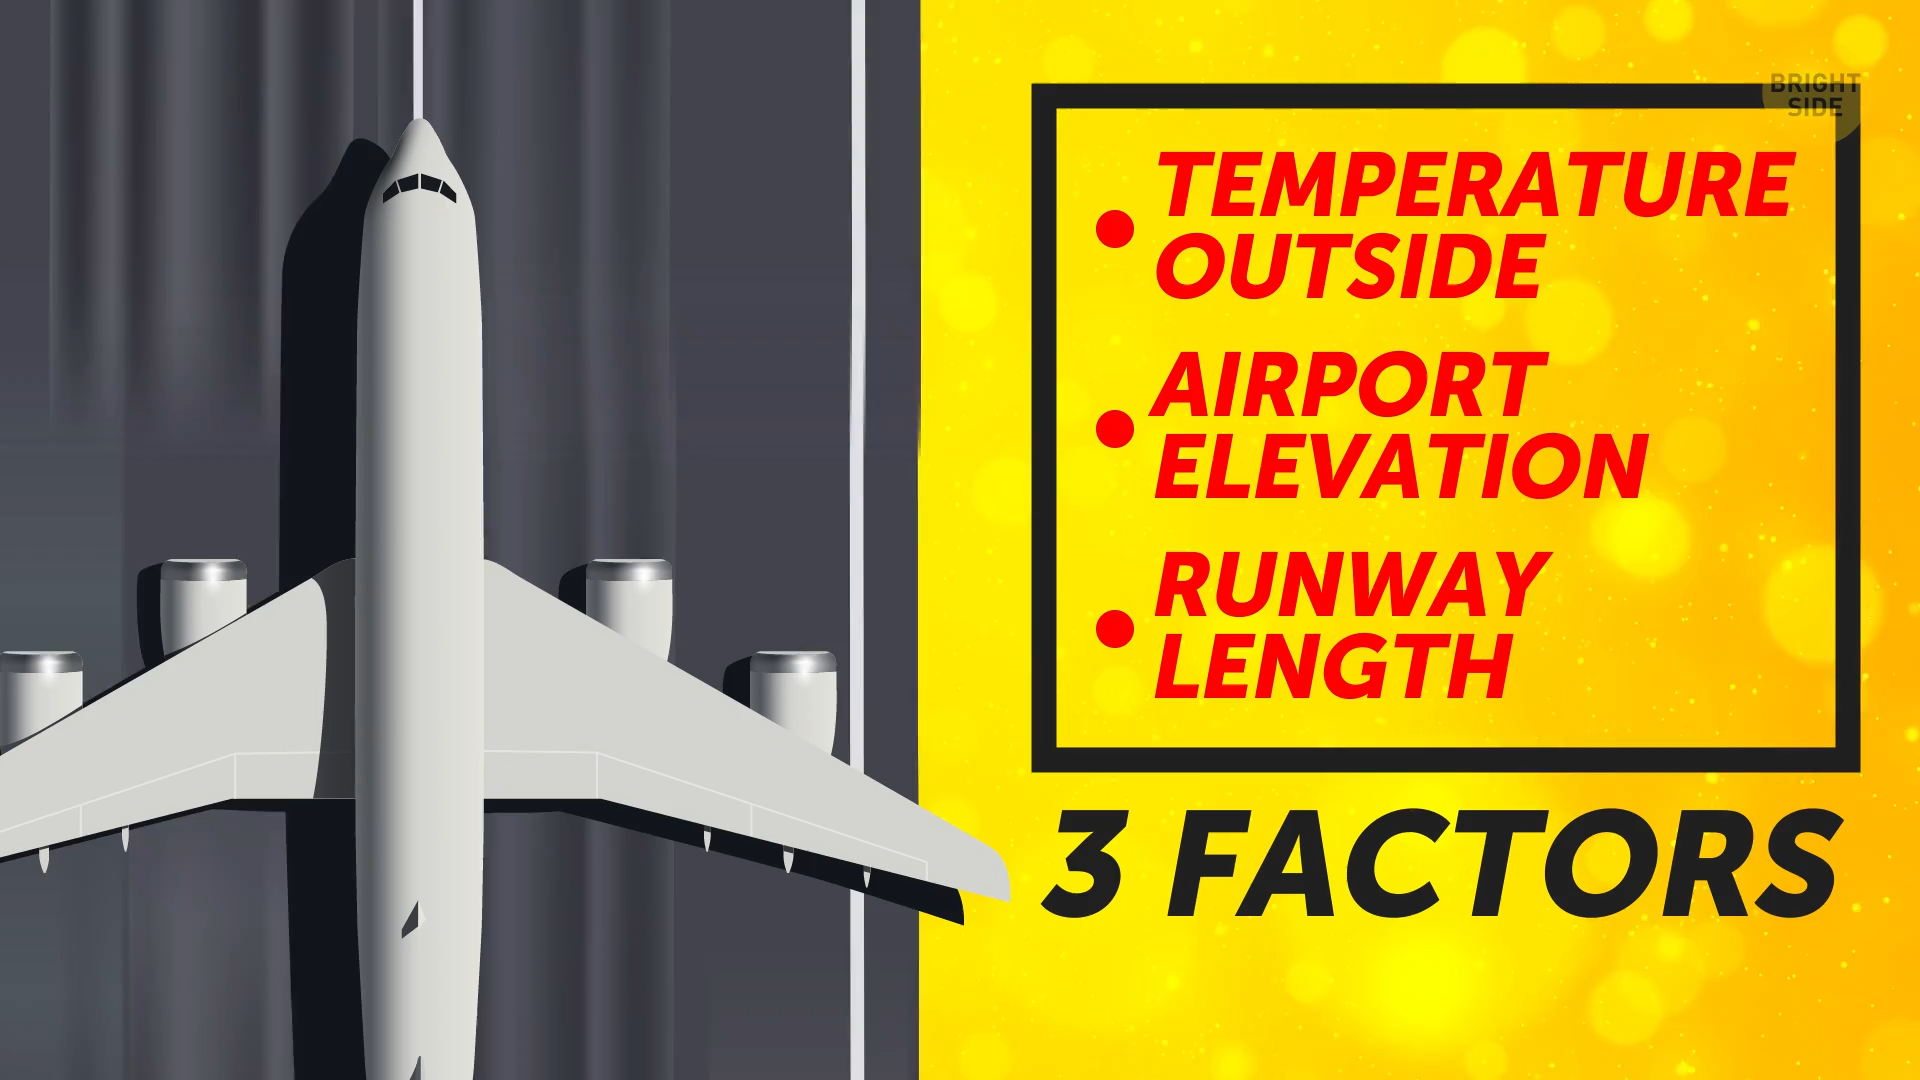 BRIGHT
SIDE
• TEMPERATURE
OUTSIDE
• AIRPORT
ELEVATION
• RUNWAY
LENGTH
3 FACTORS